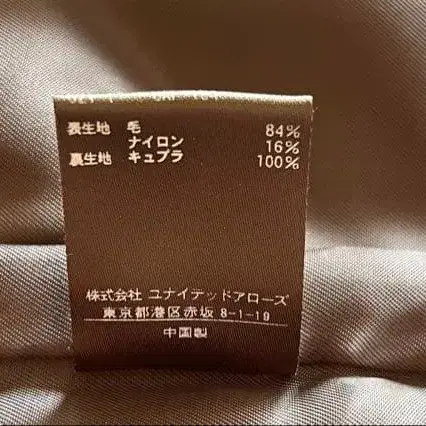 表生地 毛 84%
ナイロン 16%
裏生地 キュプラ 100%
株式会社 ユナイテッドアローズ
東京都港区赤坂 8-1-19
中国製